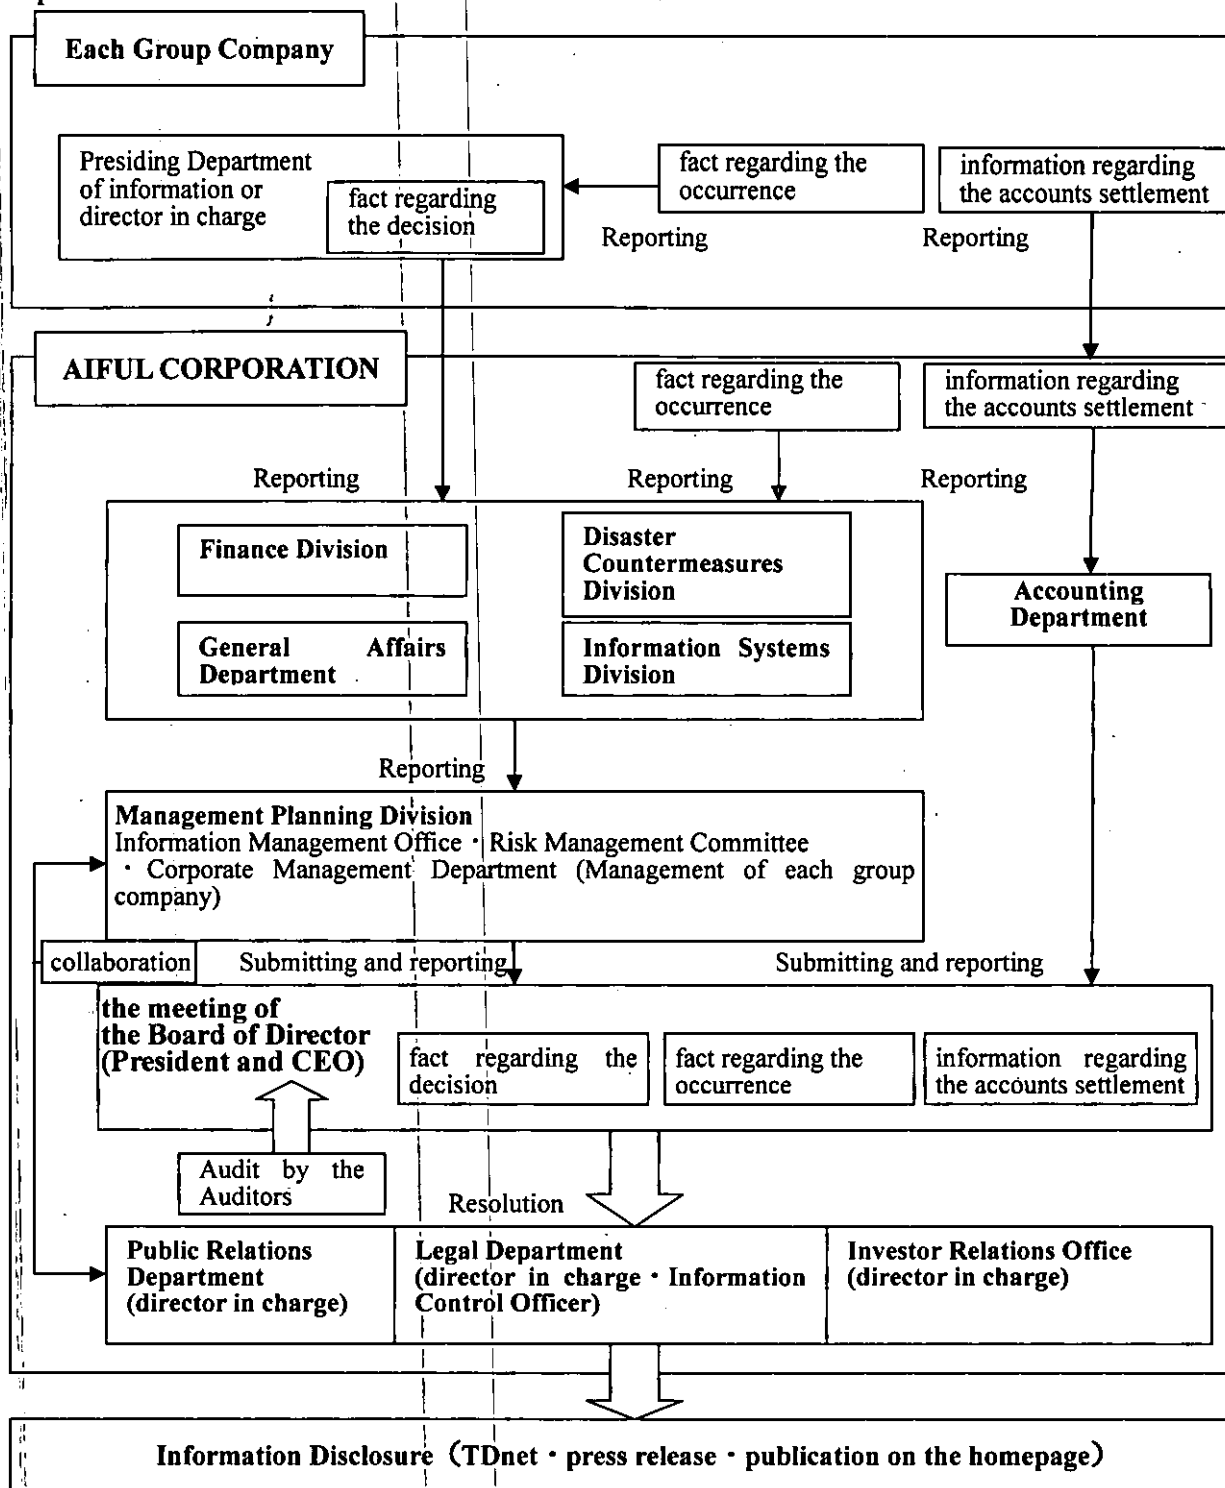 Each Group Company
Presiding Department
of information or
director in charge
fact regarding
the decision
fact regarding the
occurrence
information regarding
the accounts settlement
Reporting
Reporting
AIFUL CORPORATION
fact regarding the
occurrence
information regarding
the accounts settlement
Reporting
Reporting
Reporting
Finance Division
Disaster
Countermeasures
Division
General Affairs
Department
Information Systems
Division
Accounting
Department
Reporting
Management Planning Division
Information Management Office・Risk Management Committee
・Corporate Management Department (Management of each group
company)
collaboration
Submitting and reporting
Submitting and reporting
the meeting of
the Board of Director
(President and CEO)
fact regarding the
decision
fact regarding the
occurrence
information regarding
the accounts settlement
Audit by the
Auditors
Resolution
Public Relations
Department
(director in charge)
Legal Department
(director in charge・Information
Control Officer)
Investor Relations Office
(director in charge)
Information Disclosure（TDnet・press release・publication on the homepage）